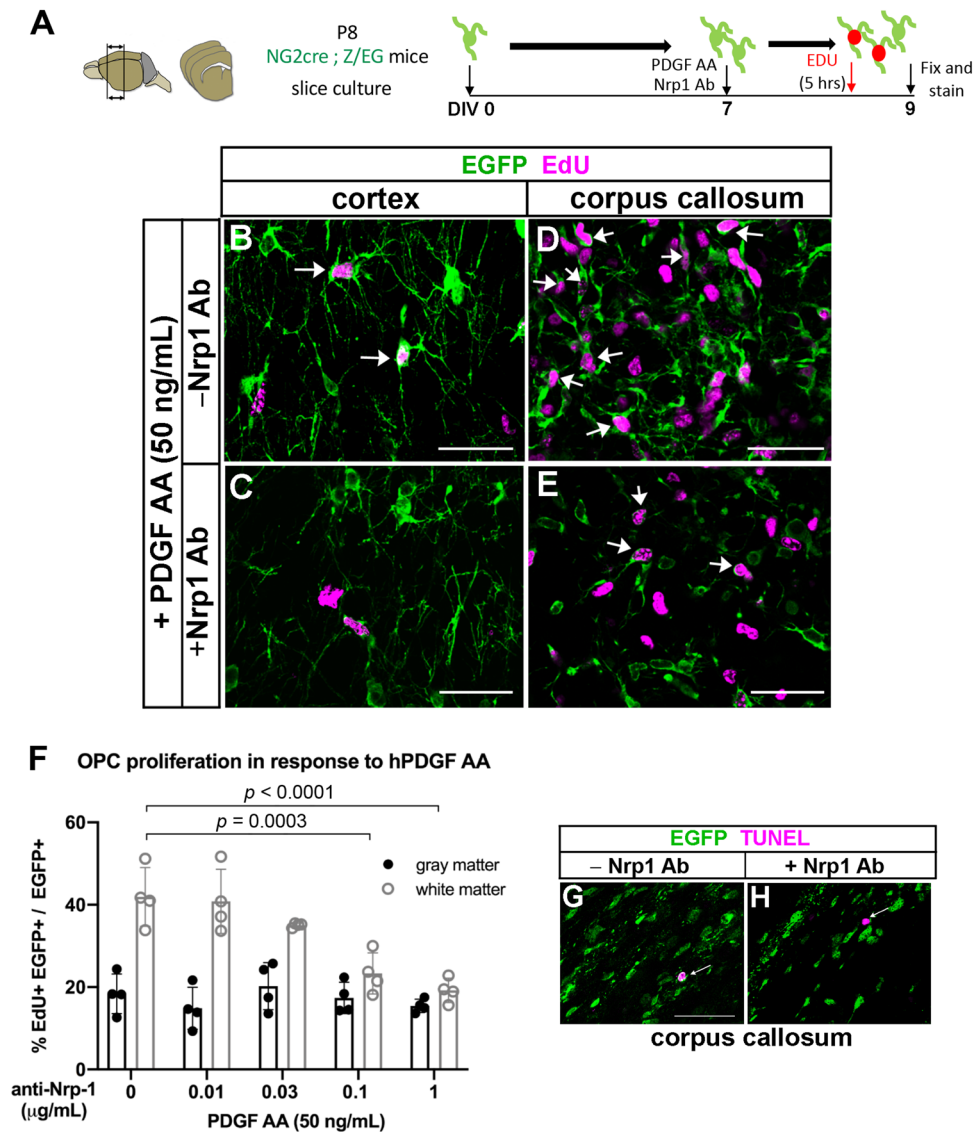 A
P8
NG2cre ; Z/EG mice
slice culture
PDGF AA
Nrp1 Ab
EDU
(5 hrs)
Fix and
stain
DIV 0
7
9
EGFP EdU
cortex
corpus callosum
+ PDGF AA (50 ng/mL)
–Nrp1 Ab
+Nrp1 Ab
B
D
C
E
F
OPC proliferation in response to hPDGF AA
p < 0.0001
p = 0.0003
gray matter
white matter
% EdU+ EGFP+ / EGFP+
60
40
20
0
anti-Nrp-1
(µg/mL)
0
0.01
0.03
0.1
1
PDGF AA (50 ng/mL)
EGFP TUNEL
– Nrp1 Ab
+ Nrp1 Ab
G
H
corpus callosum